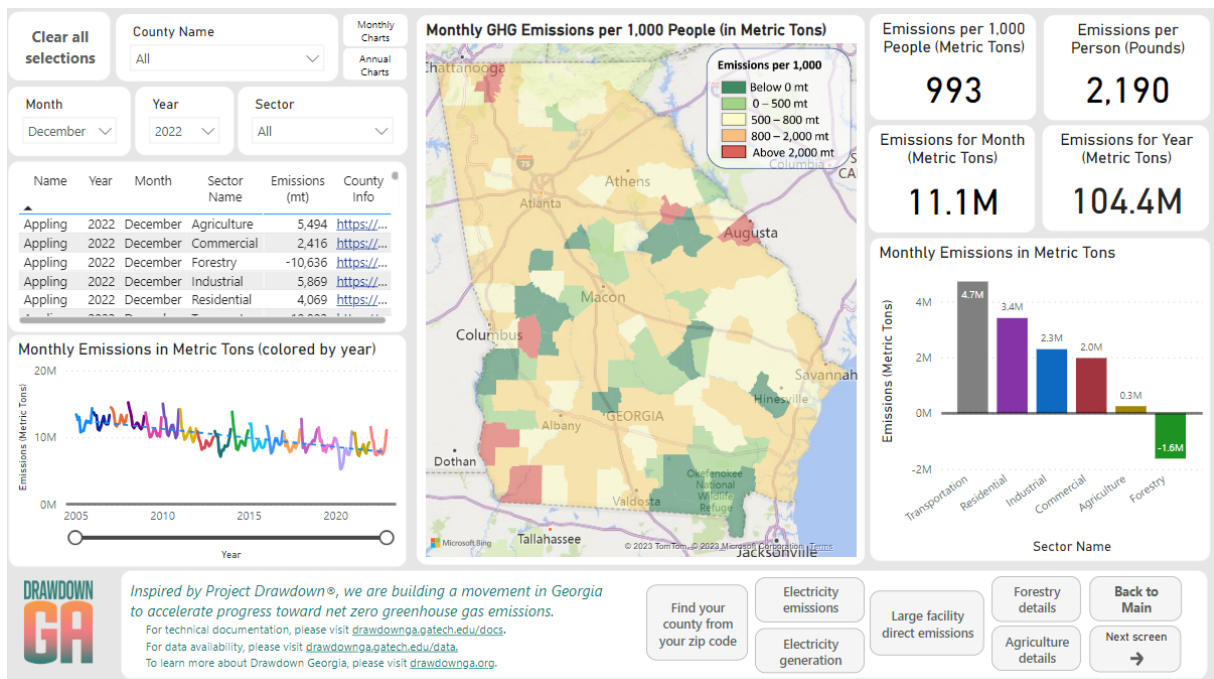 Clear all
selections
County Name
All
Monthly
Charts
Annual
Charts
Month
December
Year
2022
Sector
All
Name Year Month Sector Name Emissions (mt) County Info
Appling 2022 December Agriculture 5,494 https://...
Appling 2022 December Commercial 2,416 https://...
Appling 2022 December Forestry -10,636 https://...
Appling 2022 December Industrial 5,869 https://...
Appling 2022 December Residential 4,069 https://...
Monthly Emissions in Metric Tons (colored by year)
Emissions (Metric Tons)
20M
10M
0M
2005 2010 2015 2020
Year
Monthly GHG Emissions per 1,000 People (in Metric Tons)
Emissions per 1,000
Below 0 mt
0 – 500 mt
500 – 800 mt
800 – 2,000 mt
Above 2,000 mt
Chattanooga
75
Columbia
Athens
Atlanta
Augusta
Macon
Columbus
Savannah
Hinesville
GEORGIA
Albany
Dothan
Okefenokee
National
Wildlife
Refuge
Valdosta
Tallahassee
Jacksonville
Microsoft Bing
© 2023 TomTom, © 2023 Microsoft Corporation Terms
Emissions per 1,000
People (Metric Tons)
993
Emissions per
Person (Pounds)
2,190
Emissions for Month
(Metric Tons)
11.1M
Emissions for Year
(Metric Tons)
104.4M
Monthly Emissions in Metric Tons
Emissions (Metric Tons)
4M
2M
0M
-2M
4.7M
3.4M
2.3M
2.0M
0.3M
-1.6M
Transportation
Residential
Industrial
Commercial
Agriculture
Forestry
Sector Name
DRAWDOWN
GA
Inspired by Project Drawdown®, we are building a movement in Georgia
to accelerate progress toward net zero greenhouse gas emissions.
For technical documentation, please visit drawdownga.gatech.edu/docs.
For data availability, please visit drawdownga.gatech.edu/data.
To learn more about Drawdown Georgia, please visit drawdownga.org.
Find your
county from
your zip code
Electricity
emissions
Electricity
generation
Large facility
direct emissions
Forestry
details
Agriculture
details
Back to
Main
Next screen